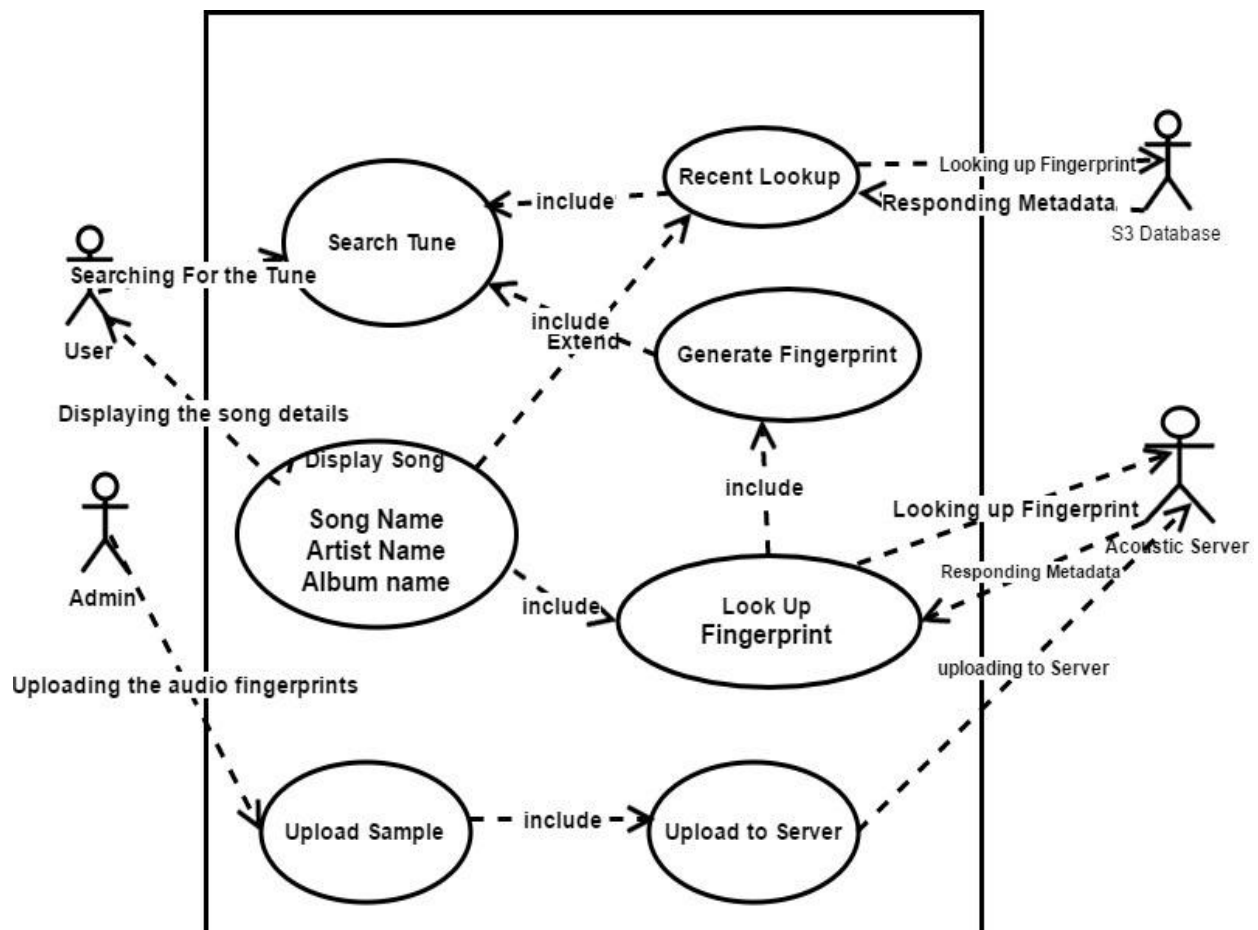 Recent Lookup
Looking up Fingerprint
include
Responding Metadata
S3 Database
Search Tune
Searching For the Tune
include
Extend
Generate Fingerprint
User
Displaying the song details
Display Song
Song Name
Artist Name
Album name
include
Looking up Fingerprint
Acoustic Server
Responding Metadata
Admin
include
Look Up
Fingerprint
uploading to Server
Uploading the audio fingerprints
Upload Sample
include
Upload to Server